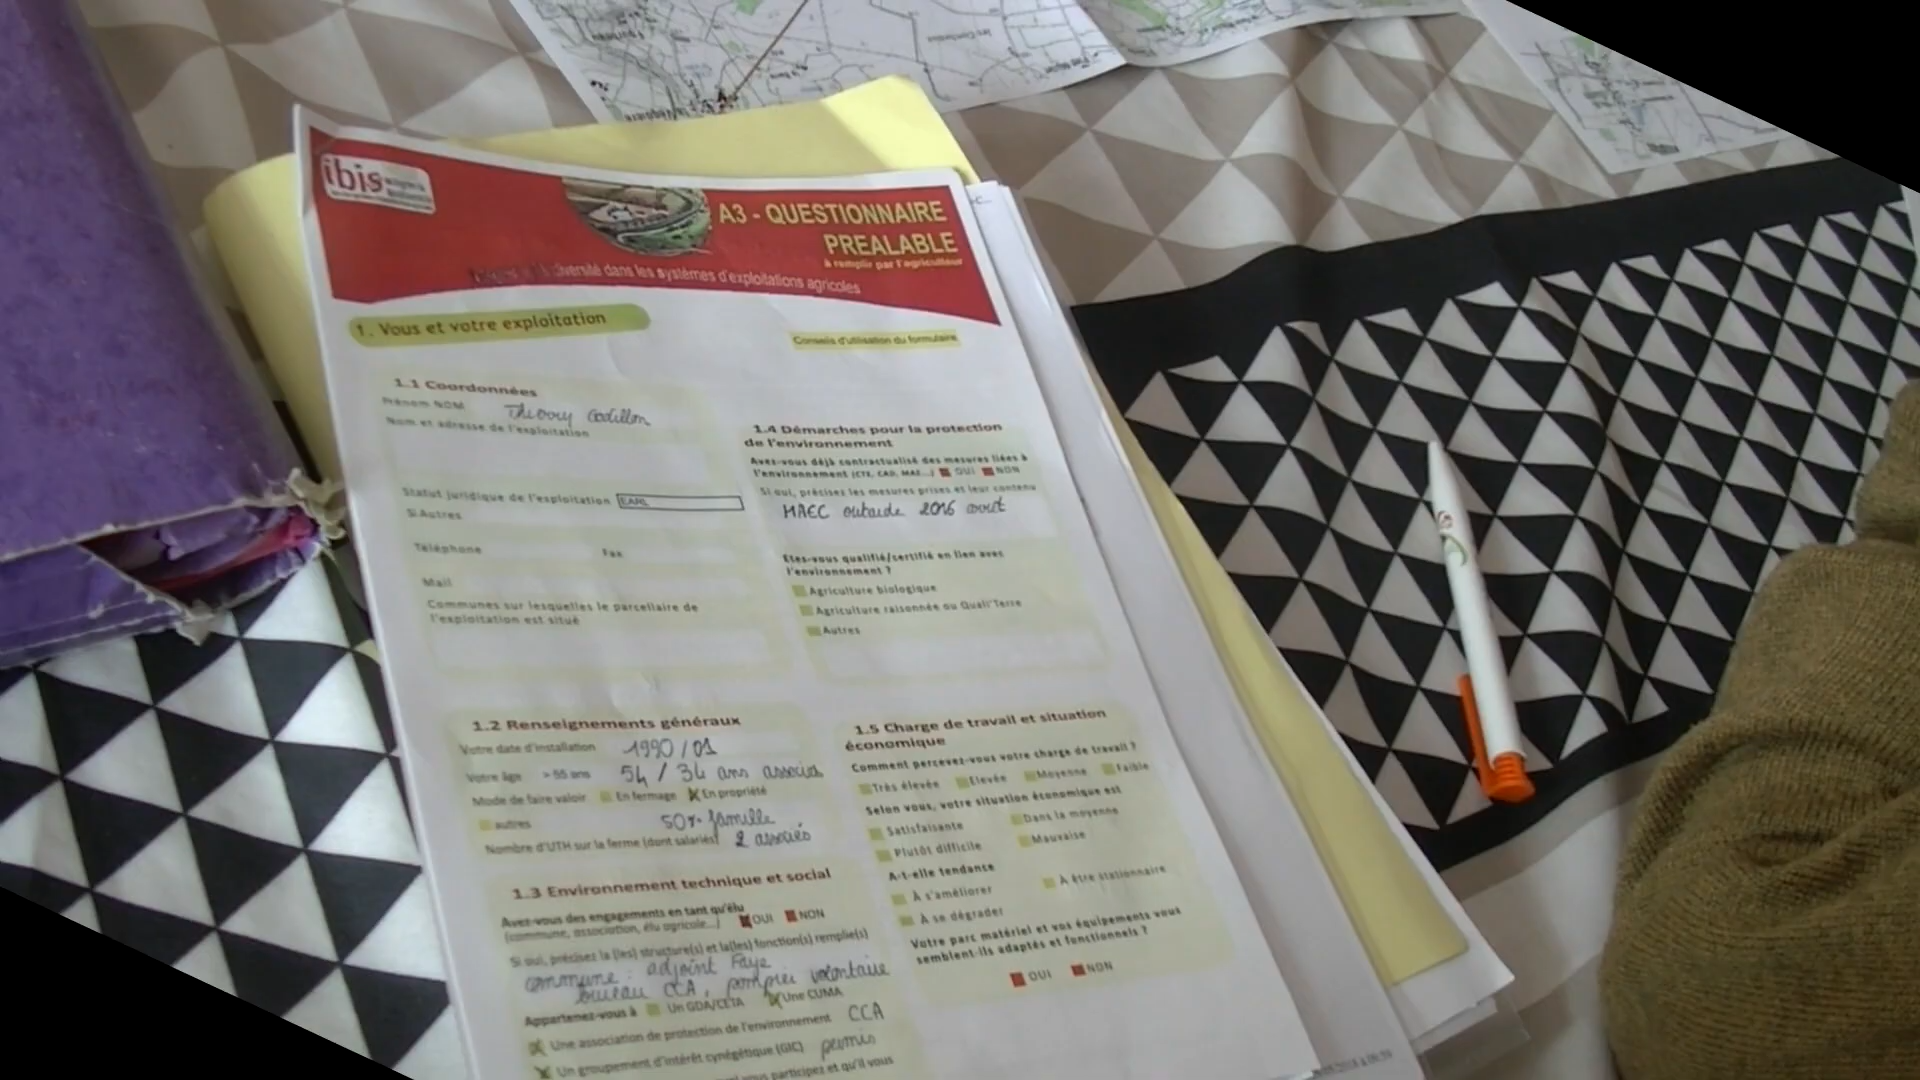 ibis
A3 - QUESTIONNAIRE
PREALABLE
à remplir par l'agriculteur
dans les systèmes d'exploitations agricoles
1. Vous et votre exploitation
Conseils d'utilisation du formulaire
1.1 Coordonnées
Prénom NOM Thierry
Nom et adresse de l'exploitation
Statut juridique de l'exploitation EARL
Si Autres
Téléphone Fax
Mail
Communes sur lesquelles le parcellaire de
l'exploitation est situé
1.2 Renseignements généraux
Votre date d'installation 1990/01
Votre âge > 55 ans 54 / 34 ans associés
Mode de faire valoir En fermage En propriété
autres 50% famille
Nombre d'UTH sur la ferme (dont salariés) 2 associés
1.3 Environnement technique et social
Avez-vous des engagements en tant qu'élu
(commune, association, élu agricole...) OUI NON
Si oui, précisez la (les) structure(s) et la(les) fonction(s) remplie(s)
commune : adjoint Faye
bureau CCA, pompier volontaire
Appartenez-vous à Un GDA/CETA Une CUMA
Une association de protection de l'environnement CCA
Un groupement d'intérêt cynégétique (GIC) permis
vous participez et qu'il vous
1.4 Démarches pour la protection
de l'environnement
Avez-vous déjà contractualisé des mesures liées à
l'environnement (CTE, CAD, MAE...) OUI NON
Si oui, précisez les mesures prises et leur contenu
MAEC outarde 2016 avril
Etes-vous qualifié/certifié en lien avec
l'environnement ?
Agriculture biologique
Agriculture raisonnée ou Quali'Terre
Autres
1.5 Charge de travail et situation
économique
Comment percevez-vous votre charge de travail ?
Très élevée Elevée Moyenne Faible
Selon vous, votre situation économique est
Satisfaisante Dans la moyenne
Plutôt difficile Mauvaise
A-t-elle tendance
À s'améliorer À être stationnaire
À se dégrader
Votre parc matériel et vos équipements vous
semblent-ils adaptés et fonctionnels ?
OUI NON